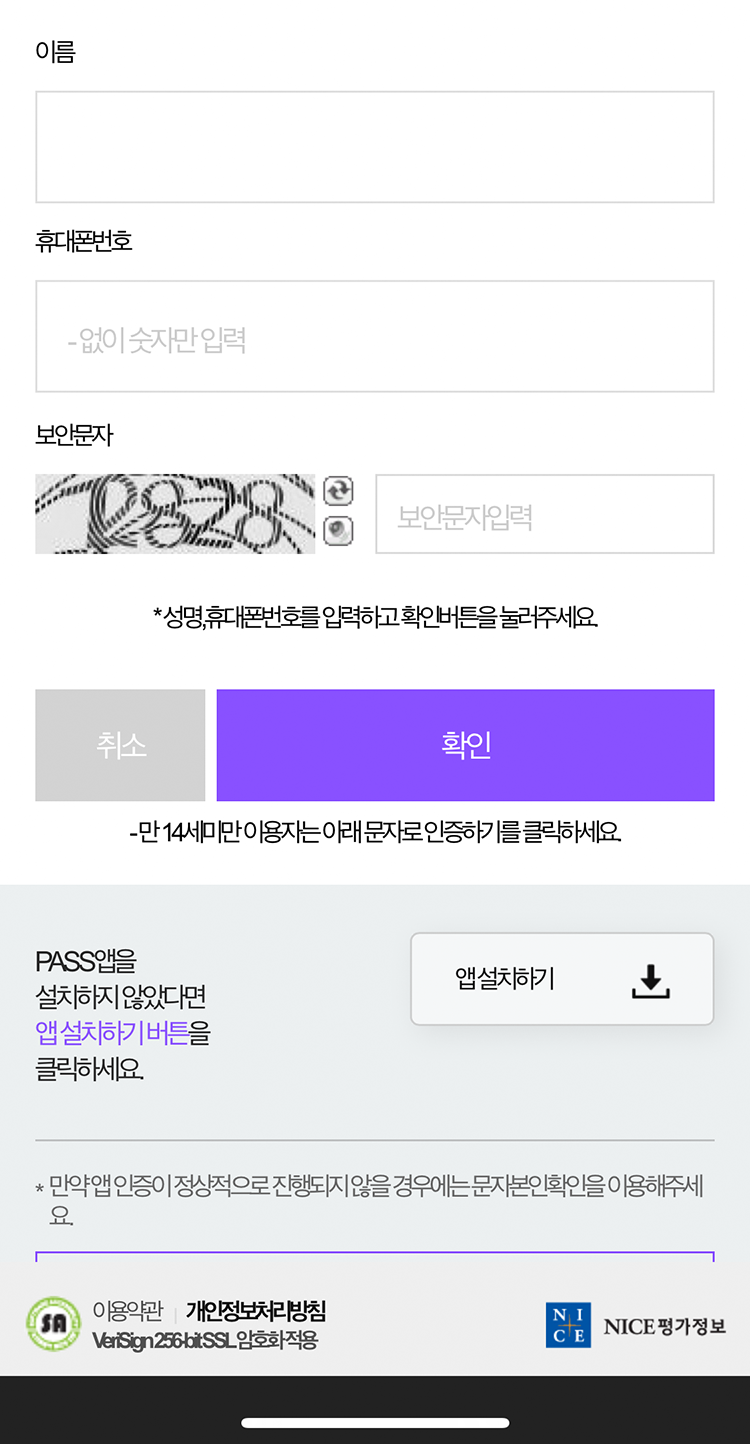 이름
휴대폰번호
- 없이 숫자만 입력
보안문자
보안문자입력
* 성명,휴대폰번호를 입력하고 확인버튼을 눌러주세요.
취소
확인
- 만 14세미만 이용자는 아래 문자로 인증하기를 클릭하세요.
PASS앱을
설치하지 않았다면
앱 설치하기 버튼을
클릭하세요.
앱 설치하기
* 만약 앱 인증이 정상적으로 진행되지 않을 경우에는 문자본인확인을 이용해주세
요.
SA
이용약관 | 개인정보처리방침
VeriSign 256-bit SSL 암호화 적용
NICE
NICE평가정보